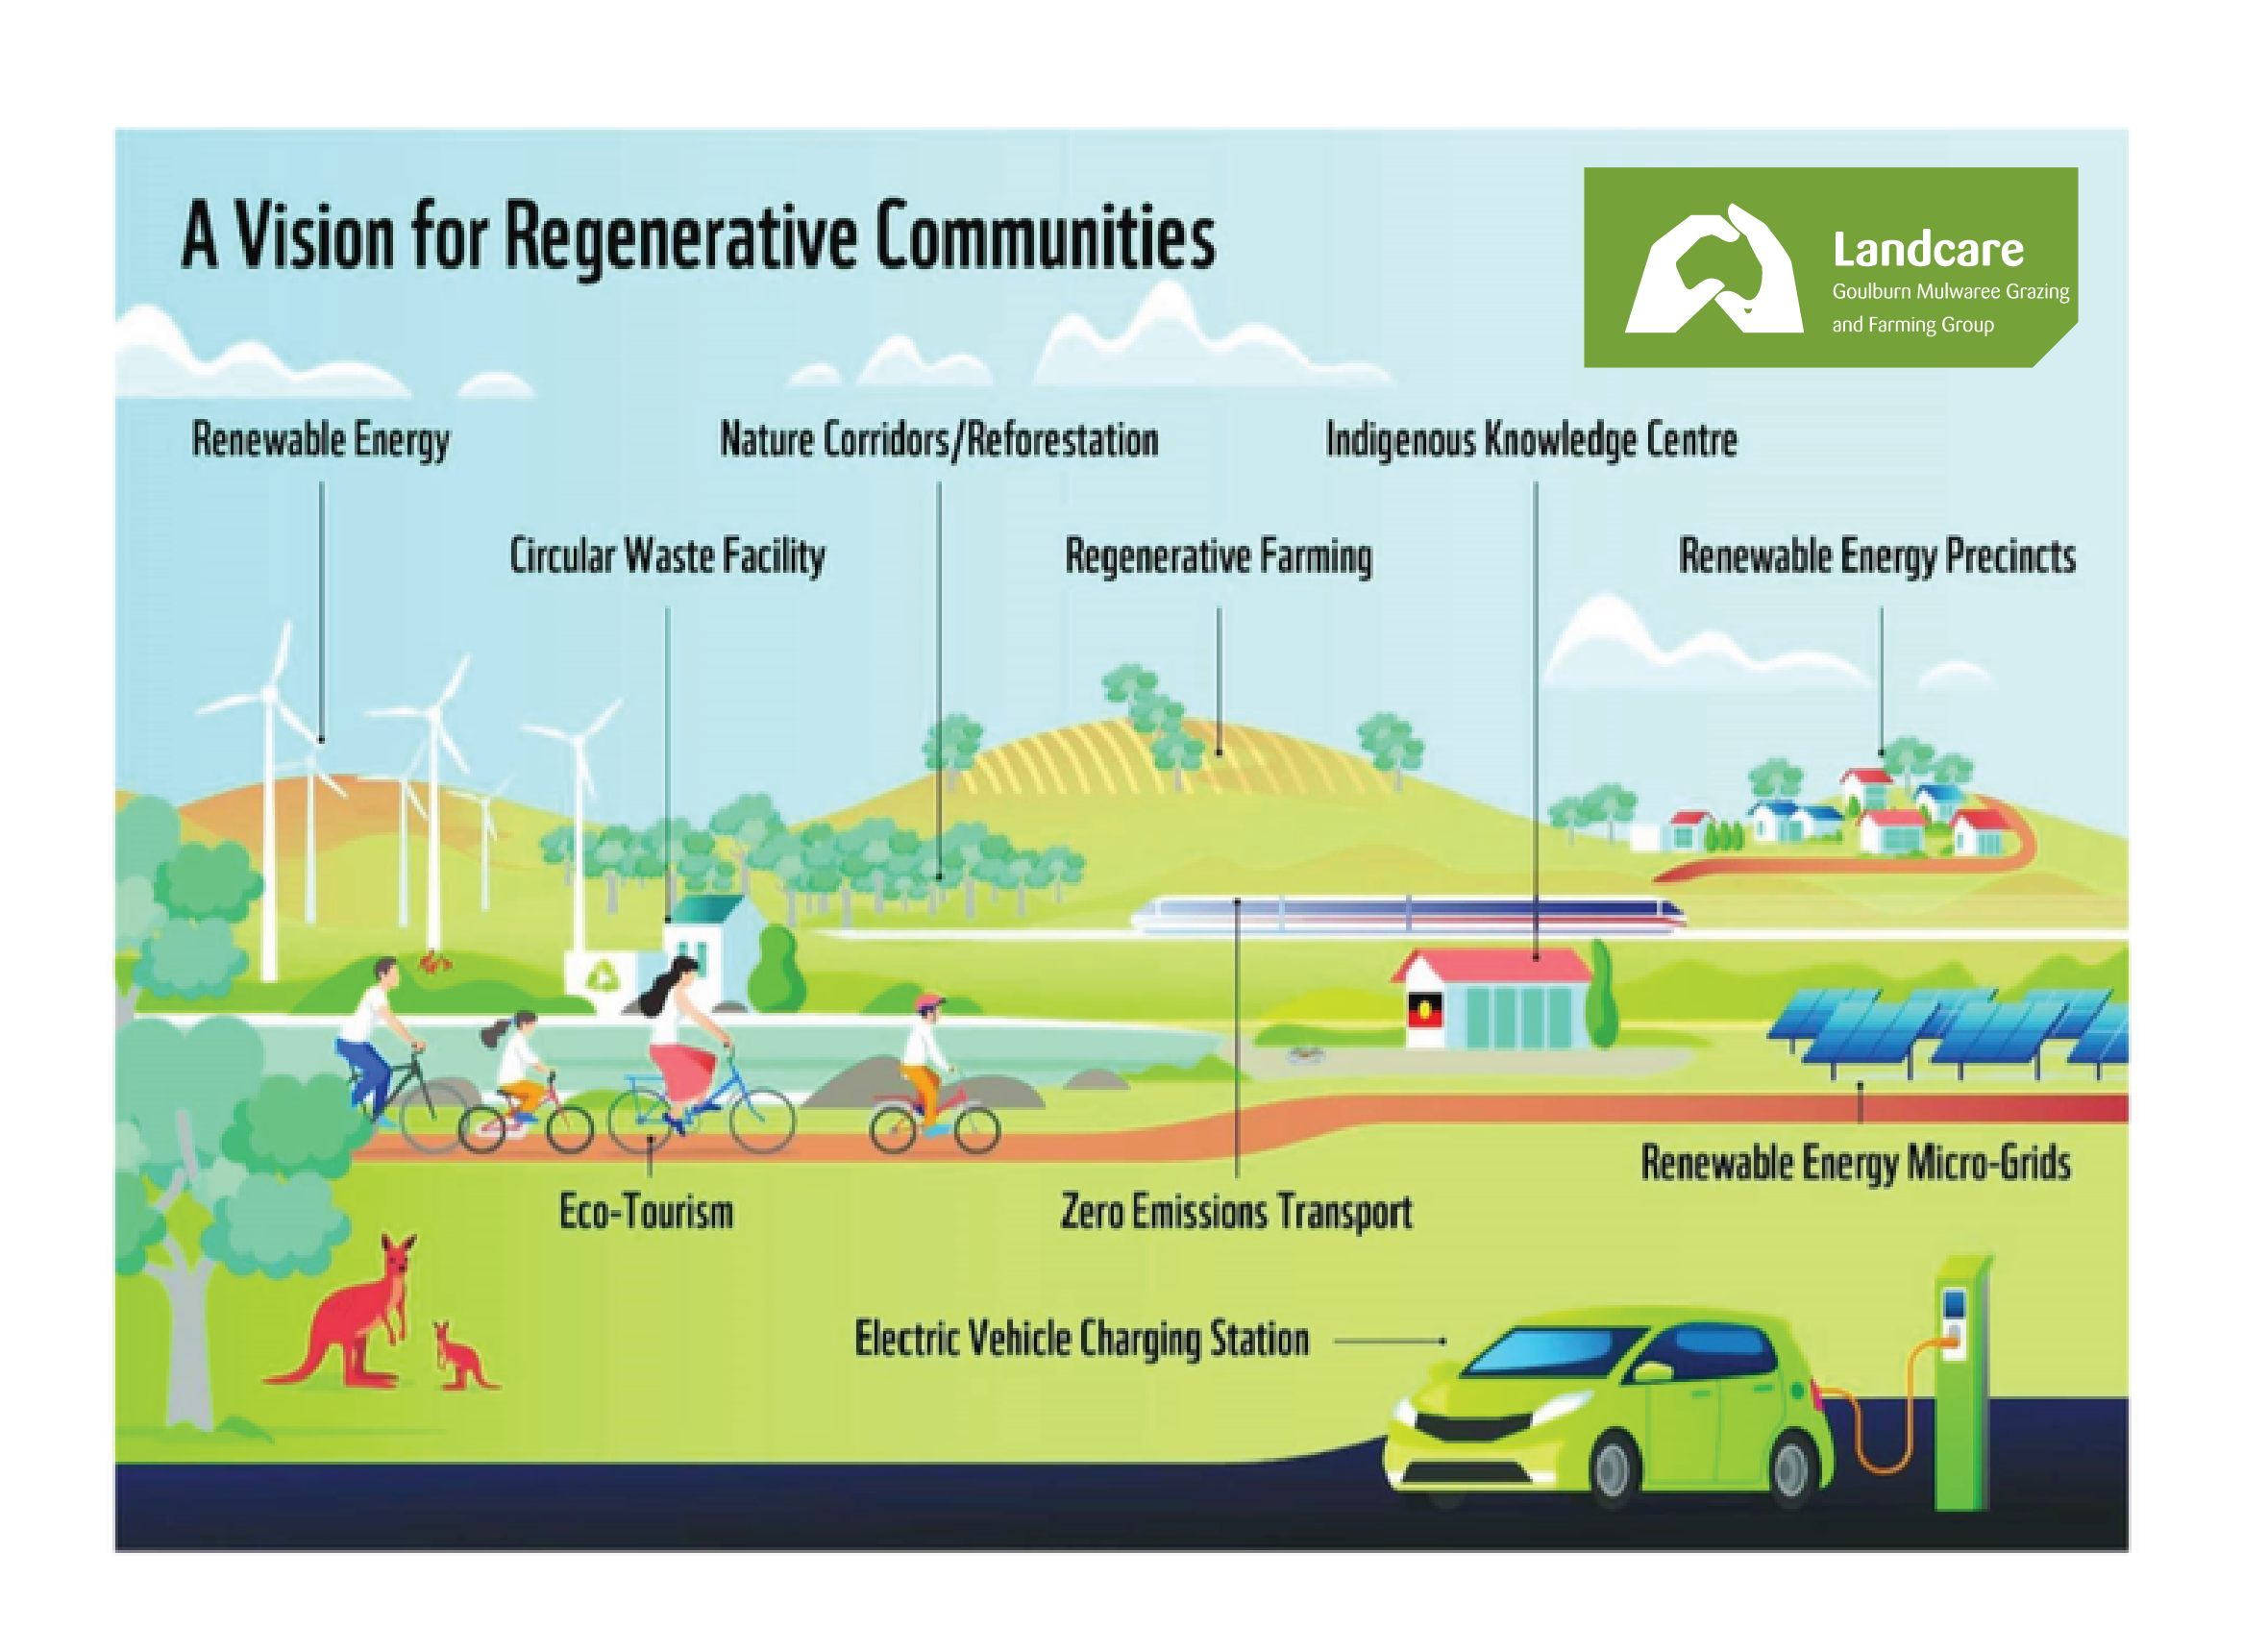 A Vision for Regenerative Communities
Landcare
Goulburn Mulwaree Grazing
and Farming Group
Renewable Energy
Nature Corridors/Reforestation
Indigenous Knowledge Centre
Circular Waste Facility
Regenerative Farming
Renewable Energy Precincts
Renewable Energy Micro-Grids
Eco-Tourism
Zero Emissions Transport
Electric Vehicle Charging Station